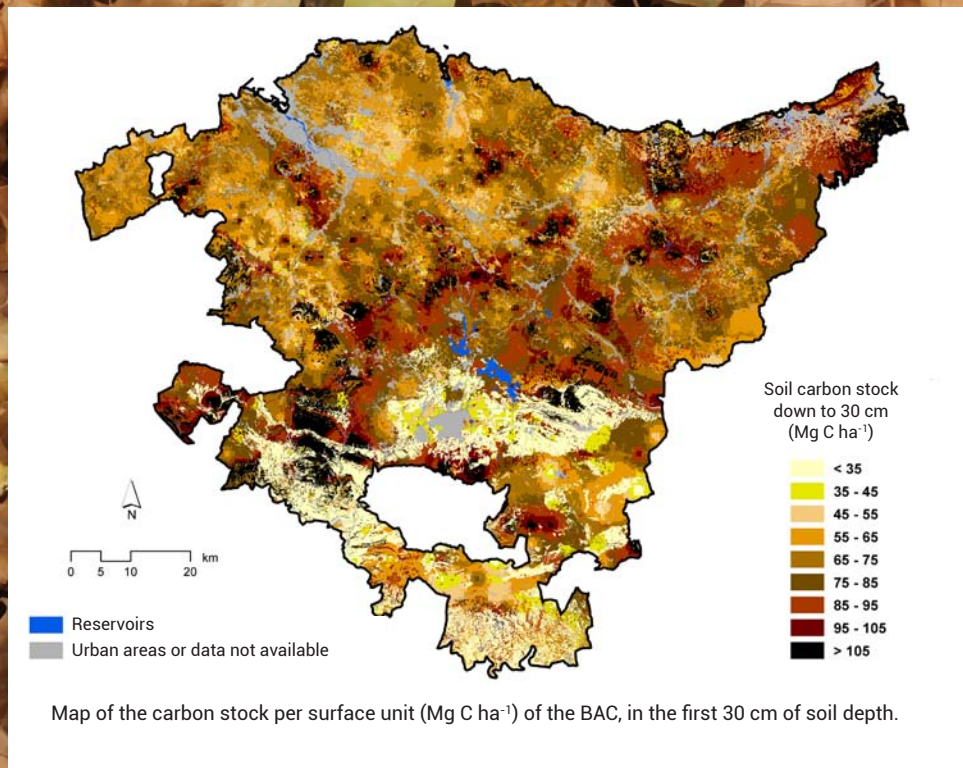 Soil carbon stock
down to 30 cm
(Mg C ha⁻¹)
< 35
35 - 45
45 - 55
55 - 65
65 - 75
75 - 85
85 - 95
95 - 105
> 105
N
km
0 5 10 20
Reservoirs
Urban areas or data not available
Map of the carbon stock per surface unit (Mg C ha⁻¹) of the BAC, in the first 30 cm of soil depth.